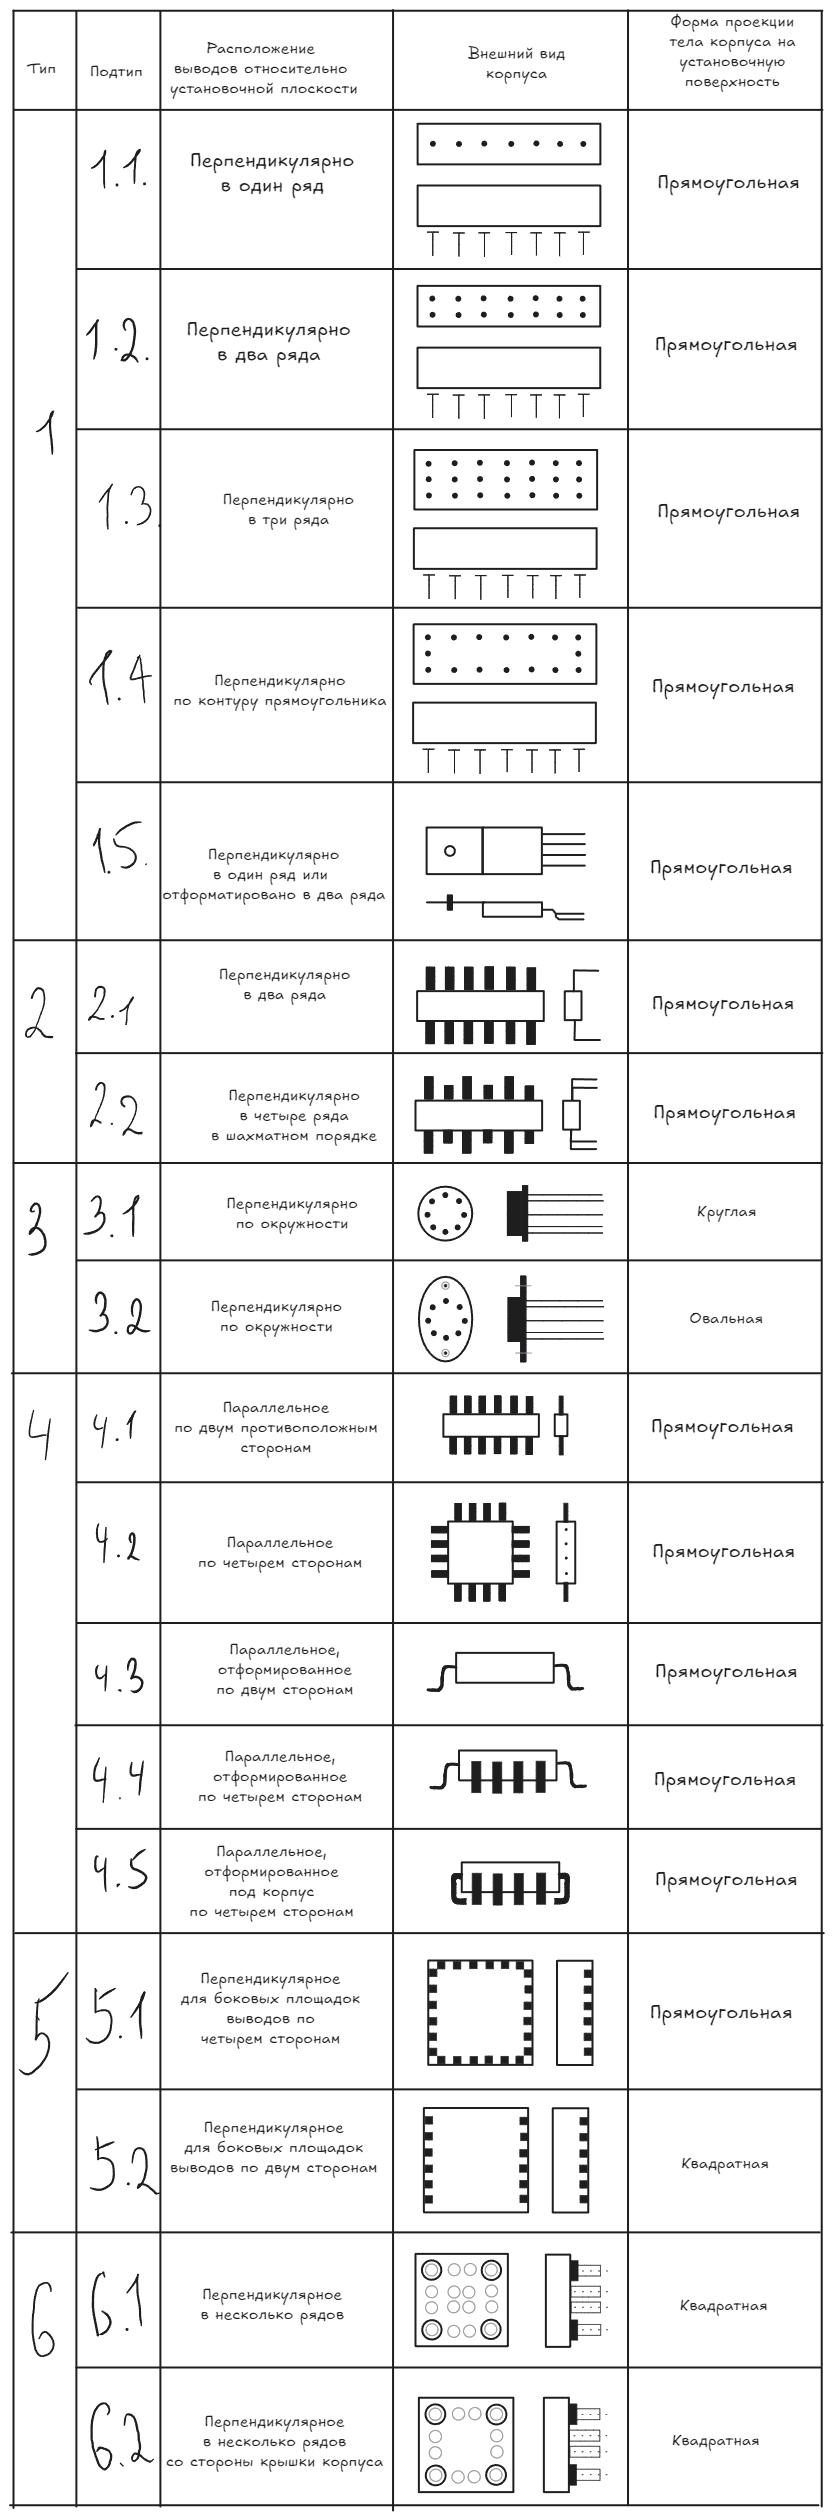 Тип
Подтип
Расположение
выводов относительно
установочной плоскости
Внешний вид
корпуса
Форма проекции
тела корпуса на
установочную
поверхность
1
1.1.
Перпендикулярно
в один ряд
Прямоугольная
1.2.
Перпендикулярно
в два ряда
Прямоугольная
1.3.
Перпендикулярно
в три ряда
Прямоугольная
1.4
Перпендикулярно
по контуру прямоугольника
Прямоугольная
1.5.
Перпендикулярно
в один ряд или
отформатировано в два ряда
Прямоугольная
2
2.1
Перпендикулярно
в два ряда
Прямоугольная
2.2
Перпендикулярно
в четыре ряда
в шахматном порядке
Прямоугольная
3
3.1
Перпендикулярно
по окружности
Круглая
3.2
Перпендикулярно
по окружности
Овальная
4
4.1
Параллельное
по двум противоположным
сторонам
Прямоугольная
4.2
Параллельное
по четырем сторонам
Прямоугольная
4.3
Параллельное,
отформированное
по двум сторонам
Прямоугольная
4.4
Параллельное,
отформированное
по четырем сторонам
Прямоугольная
4.5
Параллельное,
отформированное
под корпус
по четырем сторонам
Прямоугольная
5
5.1
Перпендикулярное
для боковых площадок
выводов по
четырем сторонам
Прямоугольная
5.2
Перпендикулярное
для боковых площадок
выводов по двум сторонам
Квадратная
6
6.1
Перпендикулярное
в несколько рядов
Квадратная
6.2
Перпендикулярное
в несколько рядов
со стороны крышки корпуса
Квадратная